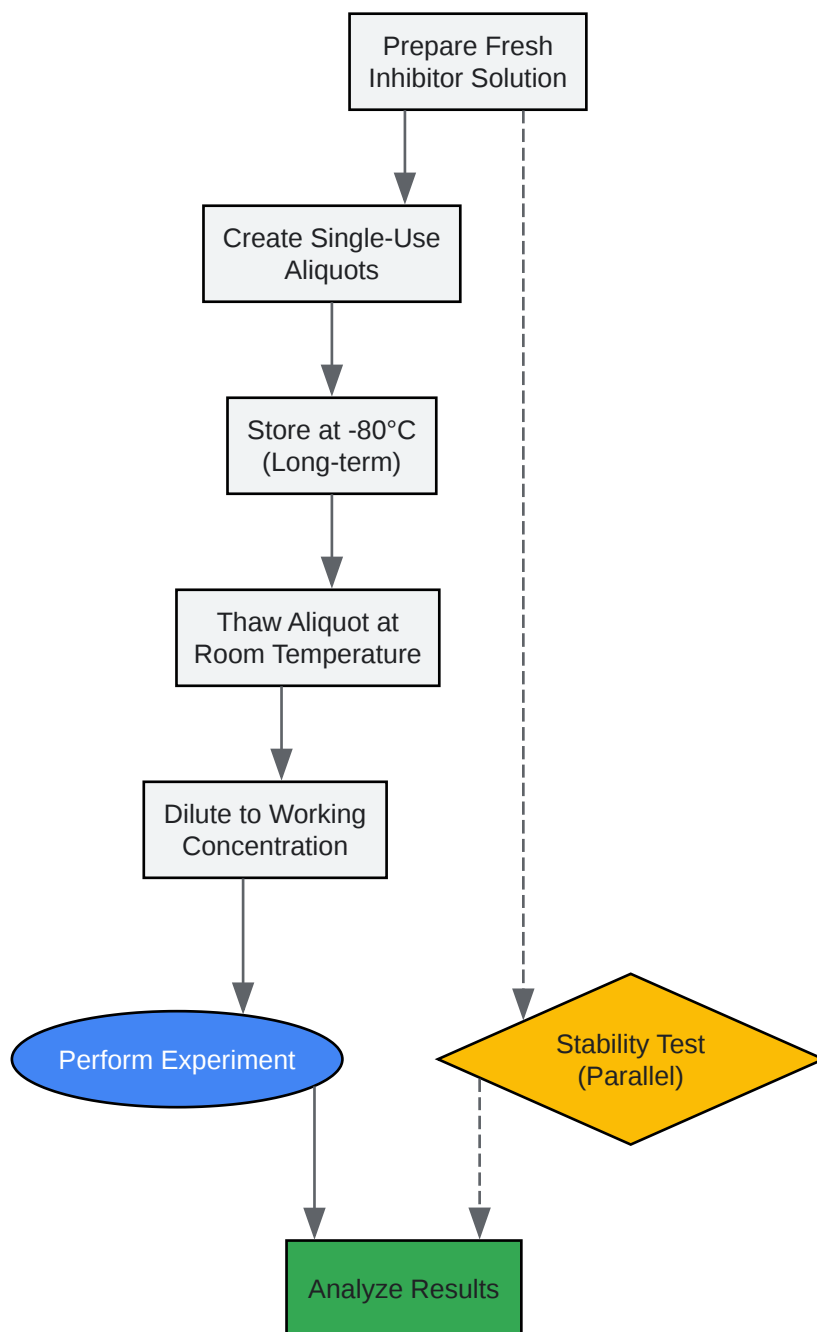 Prepare Fresh
Inhibitor Solution
Create Single-Use
Aliquots
Store at -80°C
(Long-term)
Thaw Aliquot at
Room Temperature
Dilute to Working
Concentration
Perform Experiment
Stability Test
(Parallel)
Analyze Results